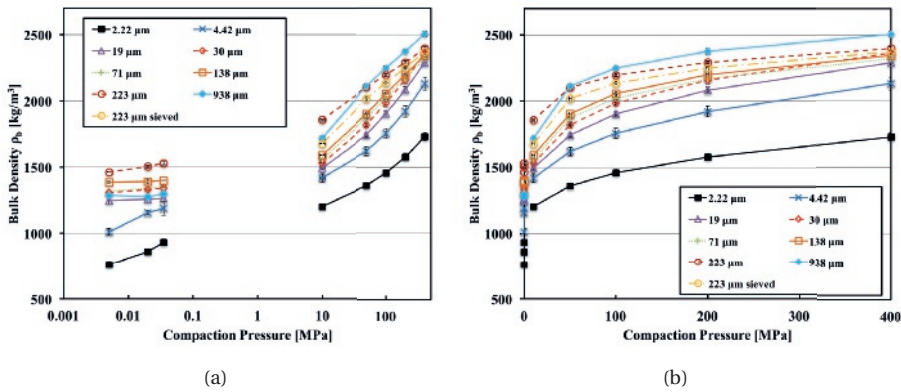 2500
2000
1500
1000
500
0.001
0.01
0.1
1
10
100
Compaction Pressure [MPa]
Bulk Density ρb [kg/m³]
2.22 µm
4.42 µm
19 µm
30 µm
71 µm
138 µm
223 µm
938 µm
223 µm sieved
(a)
2500
2000
1500
1000
500
0
100
200
300
400
Compaction Pressure [MPa]
Bulk Density ρb [kg/m³]
2.22 µm
4.42 µm
19 µm
30 µm
71 µm
138 µm
223 µm
938 µm
223 µm sieved
(b)